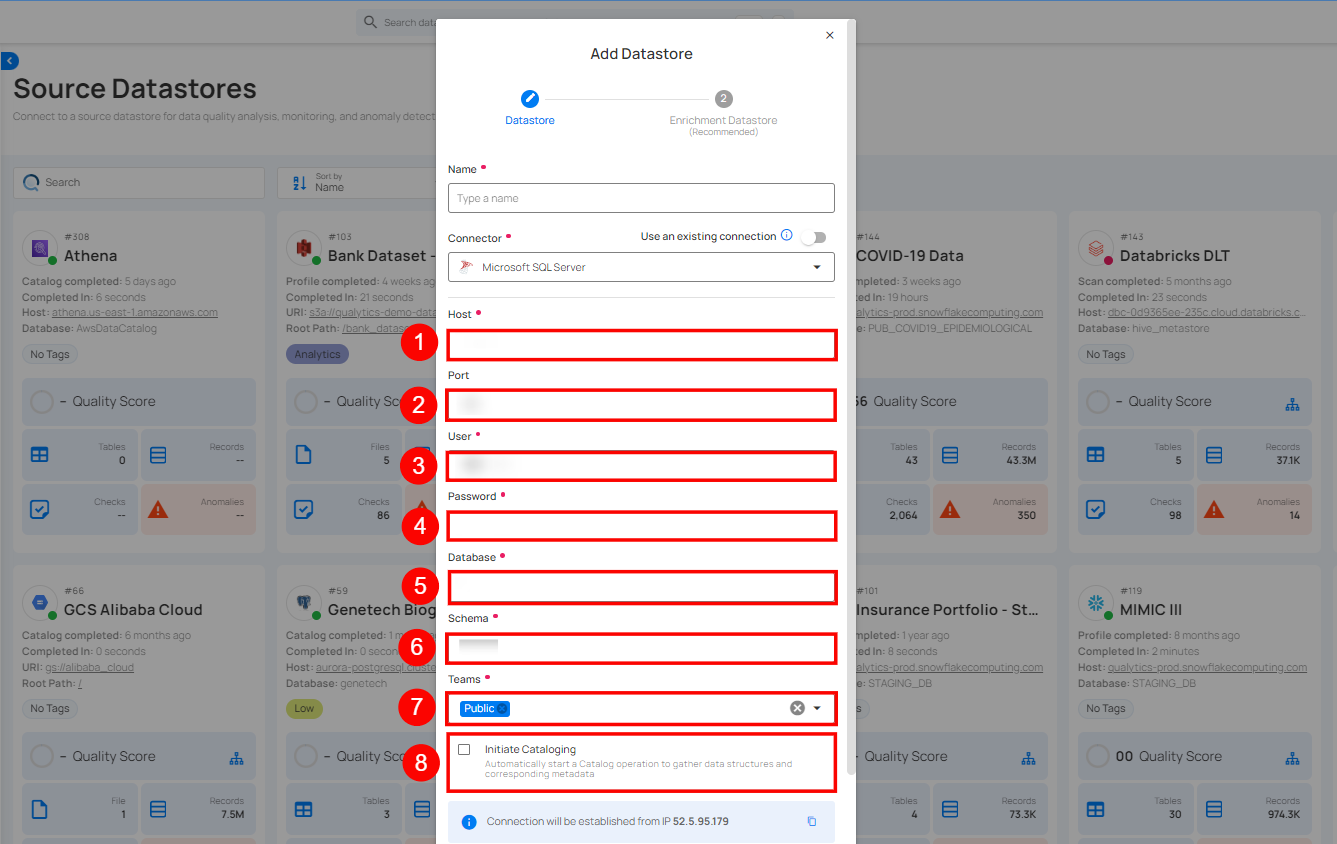 Search data
Add Datastore
Datastore
2
Enrichment Datastore
(Recommended)
Source Datastores
Connect to a source datastore for data quality analysis, monitoring, and anomaly detect
Search
Sort by
Name
Name
Type a name
Connector
Use an existing connection
Microsoft SQL Server
Host
1
Port
2
User
3
Password
4
Database
5
Schema
6
Teams
7
Public
8
Initiate Cataloging
Automatically start a Catalog operation to gather data structures and
corresponding metadata
Connection will be established from IP 52.5.95.179
#308
Athena
Catalog completed: 5 days ago
Completed In: 6 seconds
Host: athena.us-east-1.amazonaws.com
Database: AwsDataCatalog
No Tags
– Quality Score
Tables
0
Records
--
Checks
--
Anomalies
--
#103
Bank Dataset -
Profile completed: 4 weeks ago
Completed In: 21 seconds
URI: s3a://qualytics-demo-data
Root Path: /bank_datase
Analytics
– Quality Sco
Files
5
Checks
86
#144
COVID-19 Data
mpleted: 3 weeks ago
ed In: 19 hours
alytics-prod.snowflakecomputing.com
e: PUB_COVID19_EPIDEMIOLOGICAL
66 Quality Score
Tables
43
Records
43.3M
Checks
2,064
Anomalies
350
#143
Databricks DLT
Scan completed: 5 months ago
Completed In: 23 seconds
Host: dbc-0d9365ee-235c.cloud.databricks.c...
Database: hive_metastore
No Tags
– Quality Score
Tables
5
Records
37.1K
Checks
98
Anomalies
14
#66
GCS Alibaba Cloud
Catalog completed: 6 months ago
Completed In: 0 seconds
URI: gs://alibaba_cloud
Root Path: /
No Tags
– Quality Score
File
1
Records
7.5M
#59
Genetech Biog
Catalog completed: 1 m
Completed In: 0 secon
Host: aurora-postgresql.cluste
Database: genetech
Low
– Quality Sco
Tables
3
#101
Insurance Portfolio - St...
mpleted: 1 year ago
ed In: 8 seconds
alytics-prod.snowflakecomputing.com
e: STAGING_DB
s
– Quality Score
Tables
4
Records
73.3K
#119
MIMIC III
Profile completed: 8 months ago
Completed In: 2 minutes
Host: qualytics-prod.snowflakecomputing.com
Database: STAGING_DB
No Tags
00 Quality Score
Tables
30
Records
974.3K